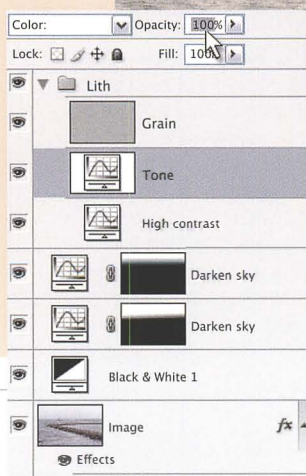 Color: Opacity: 100%
Lock: Fill: 100%
Lith
Grain
Tone
High contrast
Darken sky
Darken sky
Black & White 1
Image fx
Effects